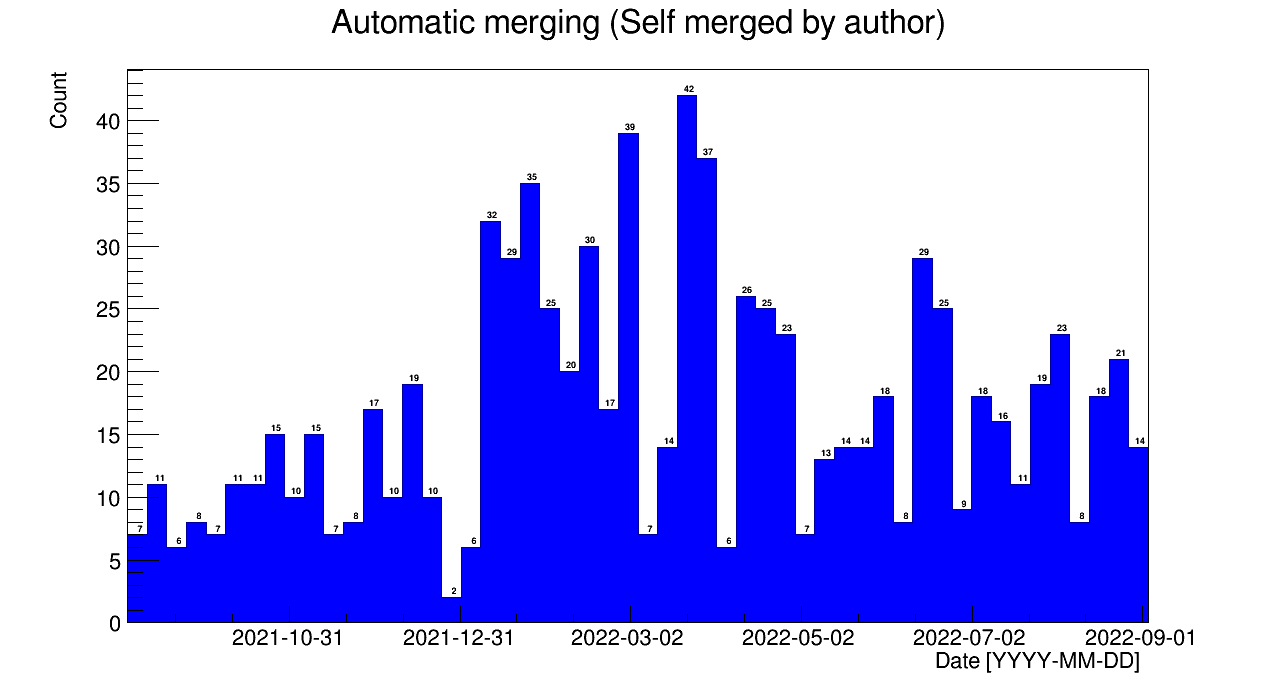 Automatic merging (Self merged by author)
Count
40
35
30
25
20
15
10
5
0
7 11 6 8 7 11 11 15 10 15 7 8 17 10 19 10 2 6 32 29 35 25 20 30 17 39 7 14 42 37 6 26 25 23 7 13 14 14 18 8 29 25 9 18 16 11 19 23 8 18 21 14
2021-10-31 2021-12-31 2022-03-02 2022-05-02 2022-07-02 2022-09-01
Date [YYYY-MM-DD]